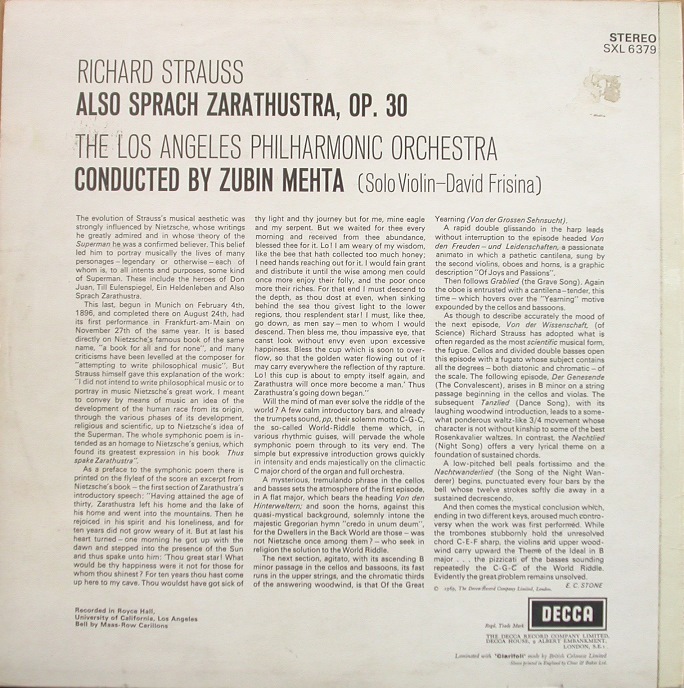 STEREO
SXL 6379
RICHARD STRAUSS
ALSO SPRACH ZARATHUSTRA, OP. 30
THE LOS ANGELES PHILHARMONIC ORCHESTRA
CONDUCTED BY ZUBIN MEHTA (Solo Violin–David Frisina)
The evolution of Strauss's musical aesthetic was
strongly influenced by Nietzsche, whose writings
he greatly admired and in whose theory of the
Superman he was a confirmed believer. This belief
led him to portray musically the lives of many
personages – legendary or otherwise – each of
whom is, to all intents and purposes, some kind
of Superman. These include the heroes of Don
Juan, Till Eulenspiegel, Ein Heldenleben and Also
Sprach Zarathustra.
This last, begun in Munich on February 4th,
1896, and completed there on August 24th, had
its first performance in Frankfurt-am-Main on
November 27th of the same year. It is based
directly on Nietzsche's famous book of the same
name, "a book for all and for none", and many
criticisms have been levelled at the composer for
"attempting to write philosophical music". But
Strauss himself gave this explanation of the work:
"I did not intend to write philosophical music or to
portray in music Nietzsche's great work. I meant
to convey by means of music an idea of the
development of the human race from its origin,
through the various phases of its development,
religious and scientific, up to Nietzsche's idea of
the Superman. The whole symphonic poem is in-
tended as an homage to Nietzsche's genius, which
found its greatest expression in his book Thus
spake Zarathustra".
As a preface to the symphonic poem there is
printed on the flyleaf of the score an excerpt from
Nietzsche's book – the first section of Zarathustra's
introductory speech: "Having attained the age of
thirty, Zarathustra left his home and the lake of
his home and went into the mountains. Then he
rejoiced in his spirit and his loneliness, and for
ten years did not grow weary of it. But at last his
heart turned – one morning he got up with the
dawn and stepped into the presence of the Sun
and thus spake unto him: 'Thou great star! What
would be thy happiness were it not for those for
whom thou shinest? For ten years thou hast come
up here to my cave. Thou wouldst have got sick of
thy light and thy journey but for me, mine eagle
and my serpent. But we waited for thee every
morning and received from thee abundance,
blessed thee for it. Lo! I am weary of my wisdom,
like the bee that hath collected too much honey;
I need hands reaching out for it. I would fain grant
and distribute it until the wise among men could
once more enjoy their folly, and the poor once
more their riches. For that end I must descend to
the depth, as thou dost at even, when sinking
behind the sea thou givest light to the lower
regions, thou resplendent star! I must, like thee,
go down, as men say – men to whom I would
descend. Then bless me, thou impassive eye, that
canst look without envy even upon excessive
happiness. Bless the cup which is soon to over-
flow, so that the golden water flowing out of it
may carry everywhere the reflection of thy rapture.
Lo! this cup is about to empty itself again, and
Zarathustra will once more become a man.' Thus
Zarathustra's going down began."
Will the mind of man ever solve the riddle of the
world? A few calm introductory bars, and already
the trumpets sound, pp, their solemn motto C-G-C,
the so-called World-Riddle theme which, in
various rhythmic guises, will pervade the whole
symphonic poem through to its very end. The
simple but expressive introduction grows quickly
in intensity and ends majestically on the climactic
C major chord of the organ and full orchestra.
A mysterious, tremulando phrase in the cellos
and basses sets the atmosphere of the first episode,
in A flat major, which bears the heading Von den
Hinterweltern; and soon the horns, against this
quasi-mystical background, solemnly intone the
majestic Gregorian hymn "credo in unum deum",
for the Dwellers in the Back World are those – was
not Nietzsche once among them? – who seek in
religion the solution to the World Riddle.
The next section, agitato, with its ascending B
minor passage in the cellos and bassoons, its fast
runs in the upper strings, and the chromatic thirds
of the answering woodwind, is that Of the Great
Yearning (Von der Grossen Sehnsucht).
A rapid double glissando in the harp leads
without interruption to the episode headed Von
den Freuden – und Leidenschaften, a passionate
animato in which a pathetic cantilena, sung by
the second violins, oboes and horns, is a graphic
description "Of Joys and Passions".
Then follows Grablied (the Grave Song). Again
the oboe is entrusted with a cantilena – tender, this
time – which hovers over the "Yearning" motive
expounded by the cellos and bassoons.
As though to describe accurately the mood of
the next episode, Von der Wissenschaft, (of
Science) Richard Strauss has adopted what is
often regarded as the most scientific musical form,
the fugue. Cellos and divided double basses open
this episode with a fugato whose subject contains
all the degrees – both diatonic and chromatic – of
the scale. The following episode, Der Genesende
(The Convalescent), arises in B minor on a string
passage beginning in the cellos and violas. The
subsequent Tanzlied (Dance Song), with its
laughing woodwind introduction, leads to a some-
what ponderous waltz-like 3/4 movement whose
character is not without kinship to some of the best
Rosenkavalier waltzes. In contrast, the Nachtlied
(Night Song) offers a very lyrical theme on a
foundation of sustained chords.
A low-pitched bell peals fortissimo and the
Nachtwanderlied (the Song of the Night Wan-
derer) begins, punctuated every four bars by the
bell whose twelve strokes softly die away in a
sustained decrescendo.
And then comes the mystical conclusion which,
ending in two different keys, aroused much contro-
versy when the work was first performed. While
the trombones stubbornly hold the unresolved
chord C-E-F sharp, the violins and upper wood-
wind carry upward the Theme of the Ideal in B
major . . . , the pizzicati of the basses sounding
repeatedly the C-G-C of the World Riddle.
Evidently the great problem remains unsolved.
E. C. STONE
© 1969, The Decca Record Company Limited, London.
Recorded in Royce Hall,
University of California, Los Angeles
Bell by Maas-Row Carillons
Regd. Trade Mark
DECCA
THE DECCA RECORD COMPANY LIMITED,
DECCA HOUSE, 9 ALBERT EMBANKMENT,
LONDON, S.E.1
Laminated with 'Clarifoil' made by British Celanese Limited
Sleeve printed in England by Clout & Baker Ltd.